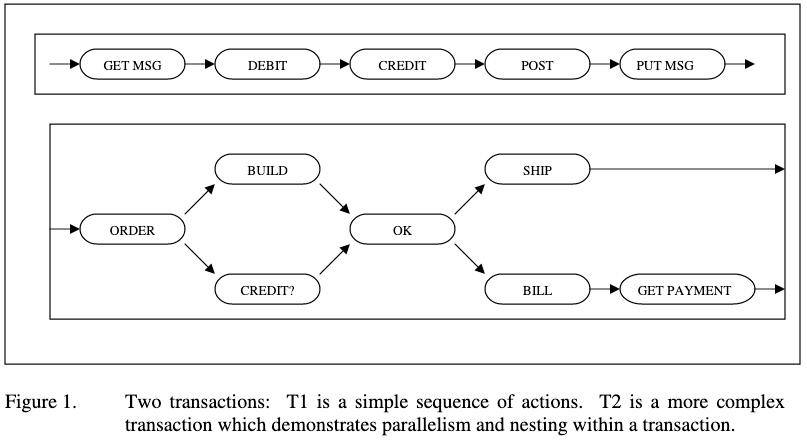 GET MSG DEBIT CREDIT POST PUT MSG
BUILD SHIP
ORDER OK
CREDIT? BILL GET PAYMENT
Figure 1. Two transactions: T1 is a simple sequence of actions. T2 is a more complex
transaction which demonstrates parallelism and nesting within a transaction.